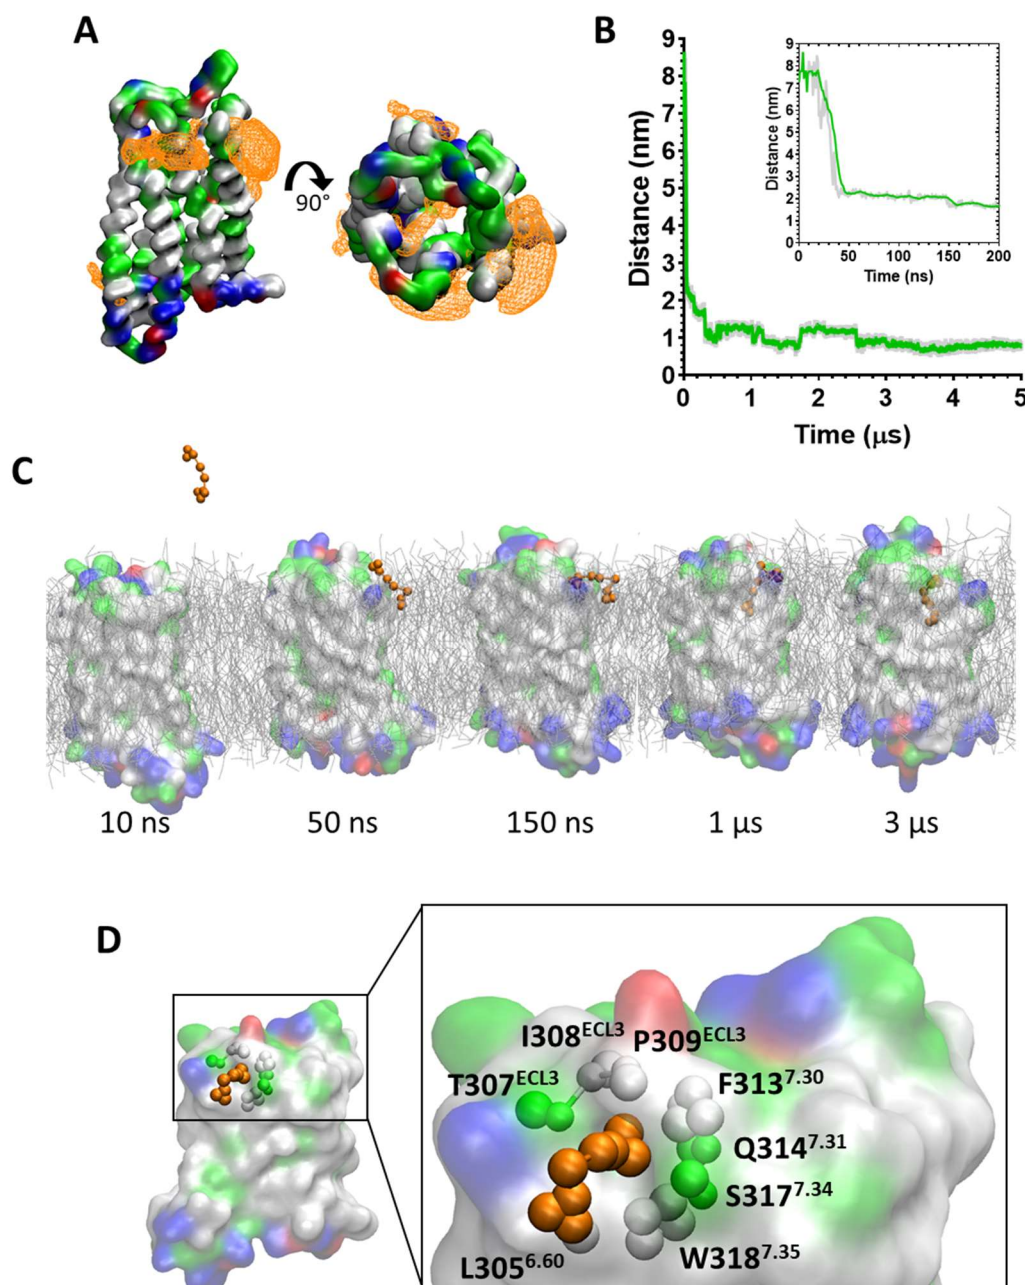 A
90°
B
Distance (nm)
9
8
7
6
5
4
3
2
1
0
0 1 2 3 4 5
Time (μs)
Distance (nm)
9
8
7
6
5
4
3
2
1
0
0 50 100 150 200
Time (ns)
C
10 ns 50 ns 150 ns 1 μs 3 μs
D
I308ECL3 P309ECL3
T307ECL3 F3137.30
Q3147.31
S3177.34
L3056.60 W3187.35